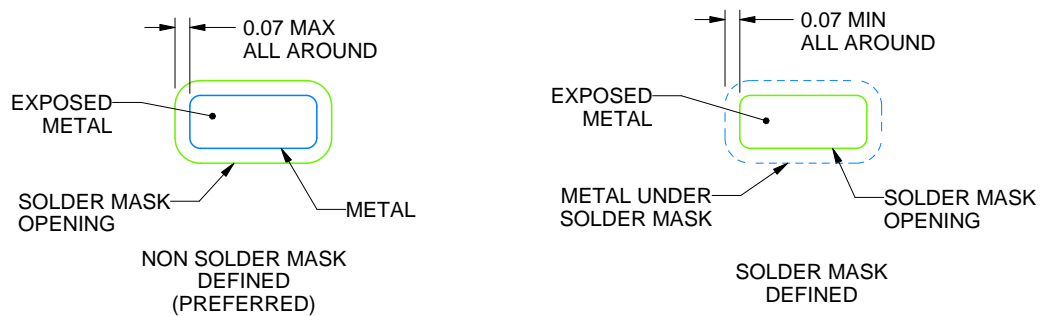 0.07 MAX
ALL AROUND
EXPOSED
METAL
SOLDER MASK
OPENING
METAL
NON SOLDER MASK
DEFINED
(PREFERRED)
0.07 MIN
ALL AROUND
EXPOSED
METAL
METAL UNDER
SOLDER MASK
SOLDER MASK
OPENING
SOLDER MASK
DEFINED